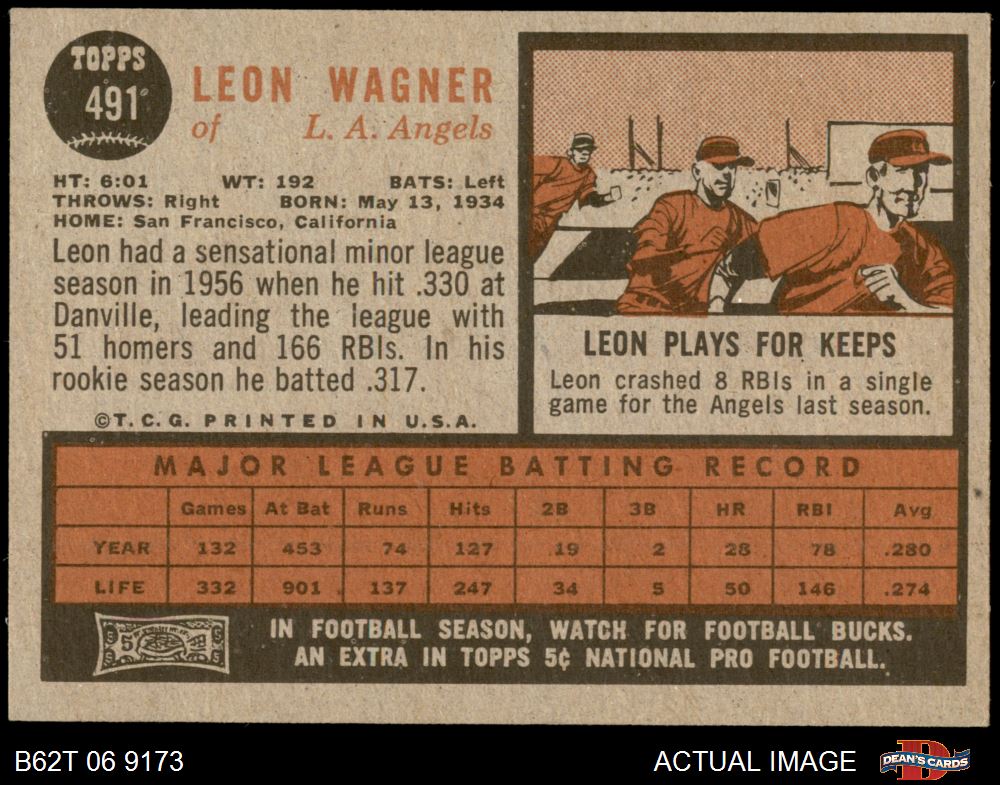 TOPPS
491
LEON WAGNER
of L. A. Angels
HT: 6:01 WT: 192 BATS: Left
THROWS: Right BORN: May 13, 1934
HOME: San Francisco, California
Leon had a sensational minor league
season in 1956 when he hit .330 at
Danville, leading the league with
51 homers and 166 RBIs. In his
rookie season he batted .317.
©T.C.G. PRINTED IN U.S.A.
LEON PLAYS FOR KEEPS
Leon crashed 8 RBIs in a single
game for the Angels last season.
MAJOR LEAGUE BATTING RECORD
Games At Bat Runs Hits 2B 3B HR RBI Avg
YEAR 132 453 74 127 19 2 28 78 .280
LIFE 332 901 137 247 34 5 50 146 .274
IN FOOTBALL SEASON, WATCH FOR FOOTBALL BUCKS.
AN EXTRA IN TOPPS 5¢ NATIONAL PRO FOOTBALL.
B62T 06 9173
ACTUAL IMAGE
DEAN'S CARDS